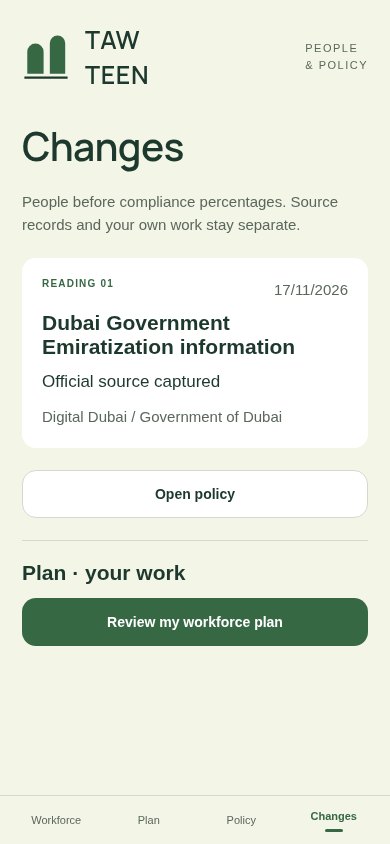 TAW
TEEN
PEOPLE
& POLICY
Changes
People before compliance percentages. Source
records and your own work stay separate.
READING 01
17/11/2026
Dubai Government
Emiratization information
Official source captured
Digital Dubai / Government of Dubai
Open policy
Plan · your work
Review my workforce plan
Workforce
Plan
Policy
Changes